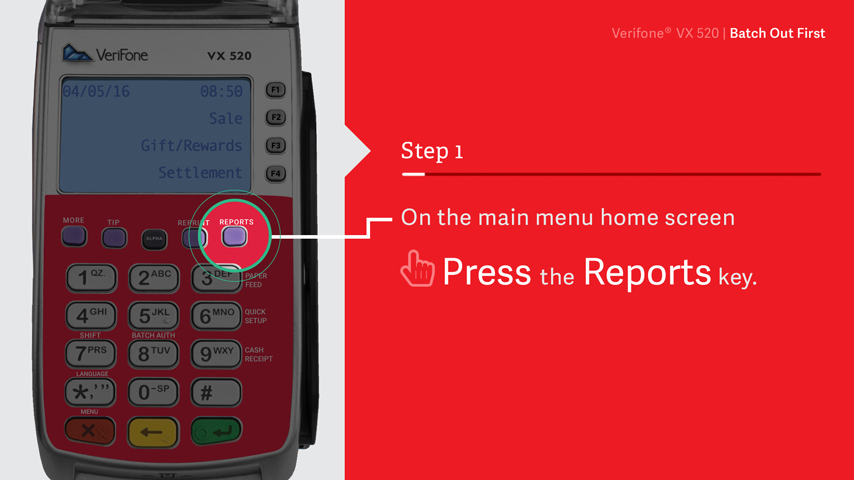 Verifone® VX 520 | Batch Out First
VeriFone VX 520
04/05/16 08:50
Sale
Gift/Rewards
Settlement
F1
F2
F3
F4
MORE TIP REPRINT REPORTS
ALPHA
1 QZ. 2 ABC 3 DEF PAPER FEED
4 GHI 5 JKL 6 MNO QUICK SETUP
SHIFT BATCH AUTH
7 PRS 8 TUV 9 WXY CASH RECEIPT
LANGUAGE
*,'" 0 -SP #
MENU
Step 1
On the main menu home screen
Press the Reports key.